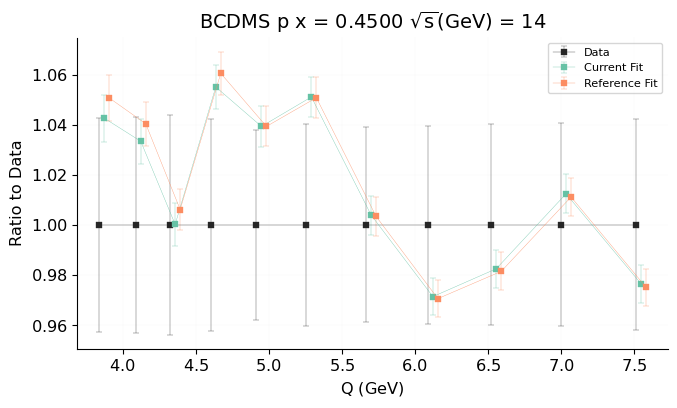 BCDMS p x = 0.4500 √s(GeV) = 14
Data
Current Fit
Reference Fit
Ratio to Data
1.06
1.04
1.02
1.00
0.98
0.96
4.0 4.5 5.0 5.5 6.0 6.5 7.0 7.5
Q (GeV)